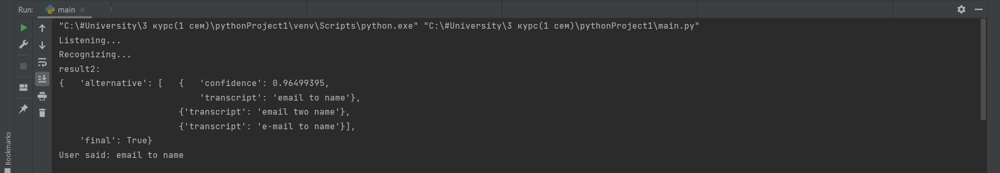 Run: main
"C:\#University\3 курс(1 сем)\pythonProject1\venv\Scripts\python.exe" "C:\#University\3 курс(1 сем)\pythonProject1\main.py"
Listening...
Recognizing...
result2:
{   'alternative': [   {   'confidence': 0.96499395,
                           'transcript': 'email to name'},
                       {'transcript': 'email two name'},
                       {'transcript': 'e-mail to name'}],
    'final': True}
User said: email to name
Bookmarks